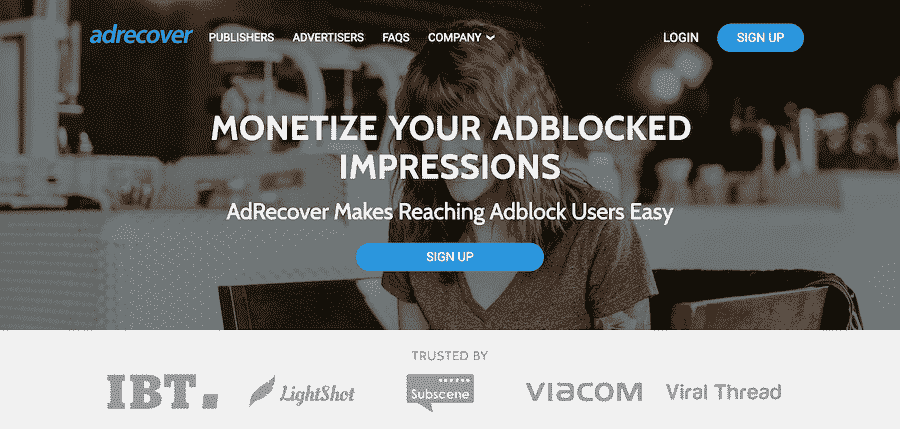 adrecover PUBLISHERS ADVERTISERS FAQS COMPANY LOGIN SIGN UP
MONETIZE YOUR ADBLOCKED
IMPRESSIONS
AdRecover Makes Reaching Adblock Users Easy
SIGN UP
TRUSTED BY
IBT. LightShot Subscene VIACOM Viral Thread